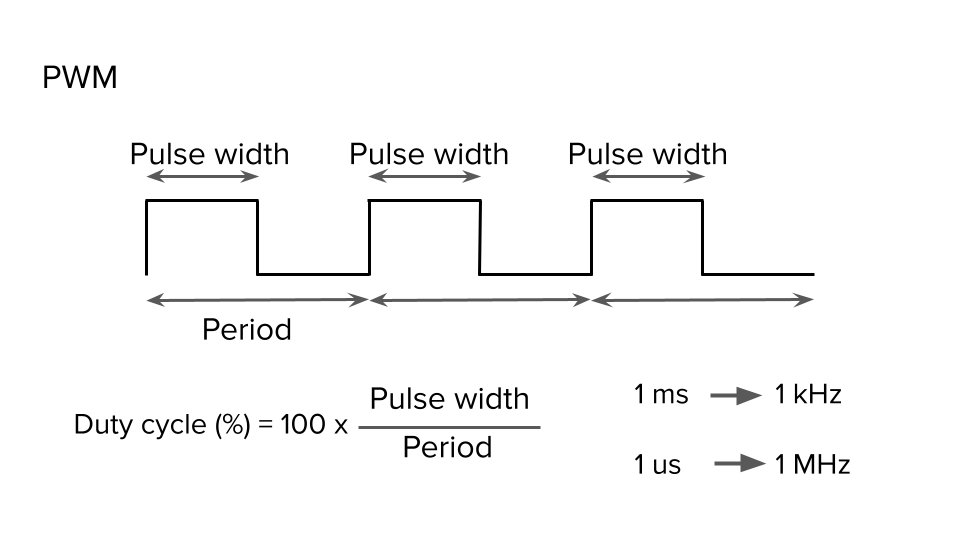 PWM
Pulse width
Pulse width
Pulse width
Period
Duty cycle (%) = 100 x
Pulse width
Period
1 ms
1 kHz
1 us
1 MHz